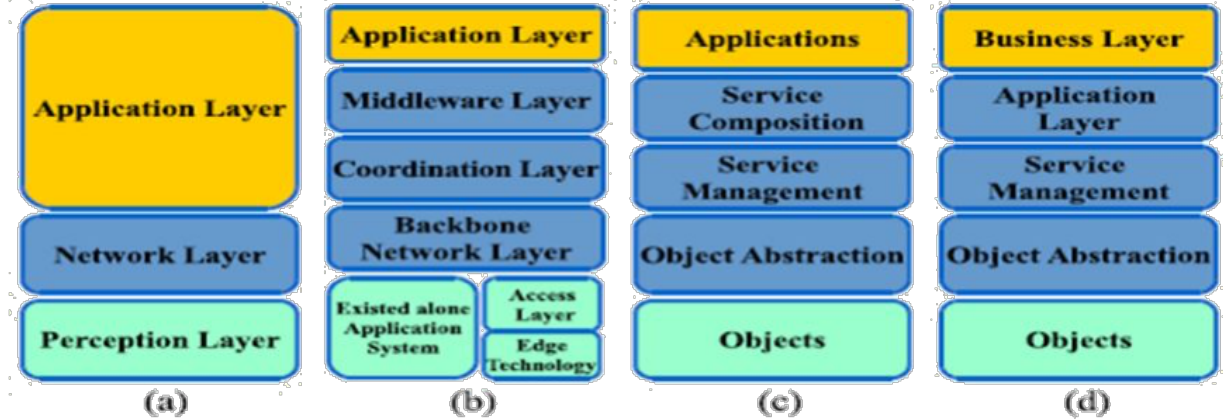 Application Layer
Network Layer
Perception Layer
(a)
Application Layer
Middleware Layer
Coordination Layer
Backbone
Network Layer
Existed alone
Application
System
Access
Layer
Edge
Technology
(b)
Applications
Service
Composition
Service
Management
Object Abstraction
Objects
(c)
Business Layer
Application
Layer
Service
Management
Object Abstraction
Objects
(d)